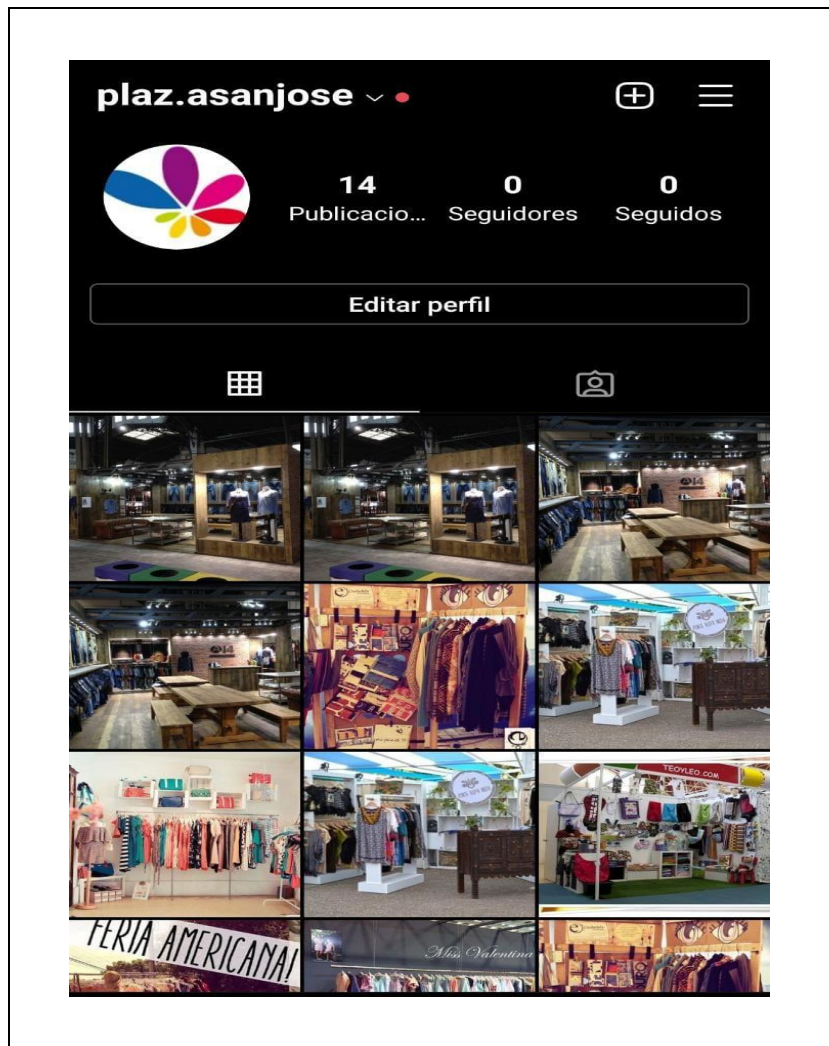 plaz.asanjose
14 0 0
Publicacio... Seguidores Seguidos
Editar perfil
TEOYLEO.COM
FERIA AMERICANA!
Miss Valentina